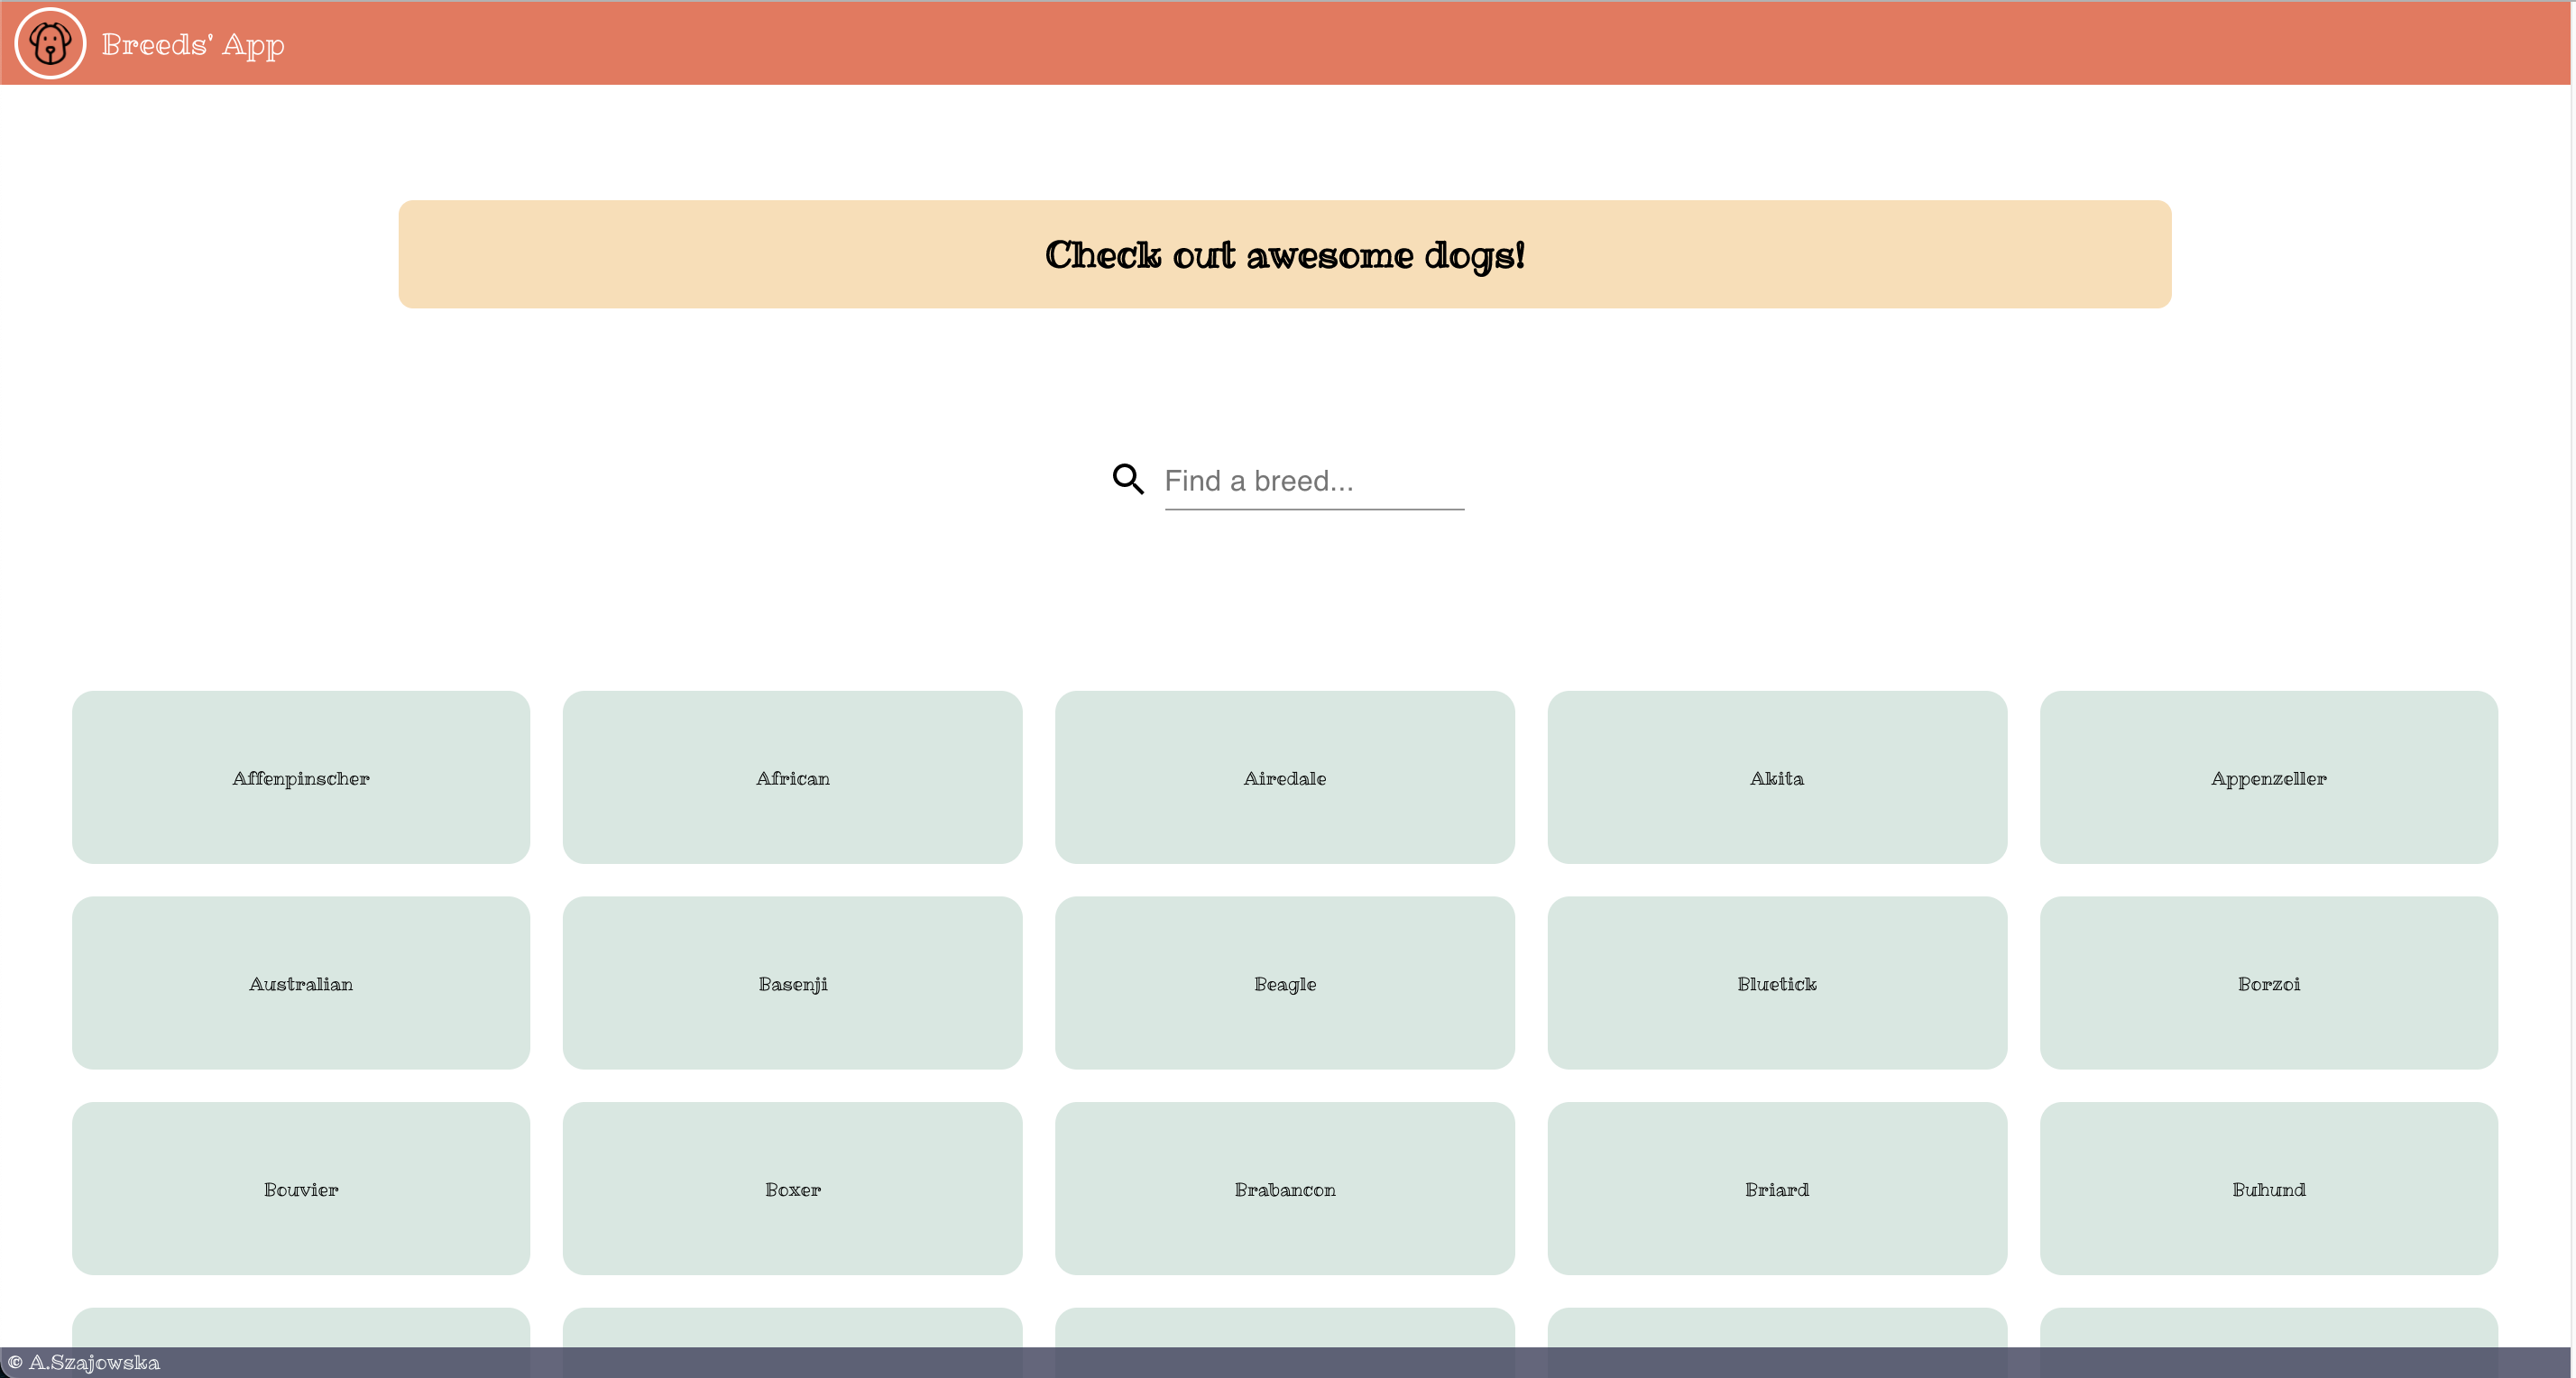 Breeds' App
Check out awesome dogs!
Find a breed...
Affenpinscher
African
Airedale
Akita
Appenzeller
Australian
Basenji
Beagle
Bluetick
Borzoi
Bouvier
Boxer
Brabancon
Briard
Buhund
© A.Szajowska